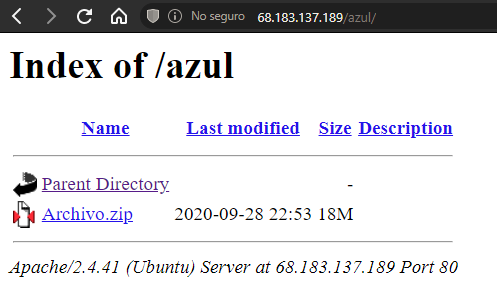 No seguro 68.183.137.189/azul/
Index of /azul
Name Last modified Size Description
Parent Directory -
Archivo.zip 2020-09-28 22:53 18M
Apache/2.4.41 (Ubuntu) Server at 68.183.137.189 Port 80